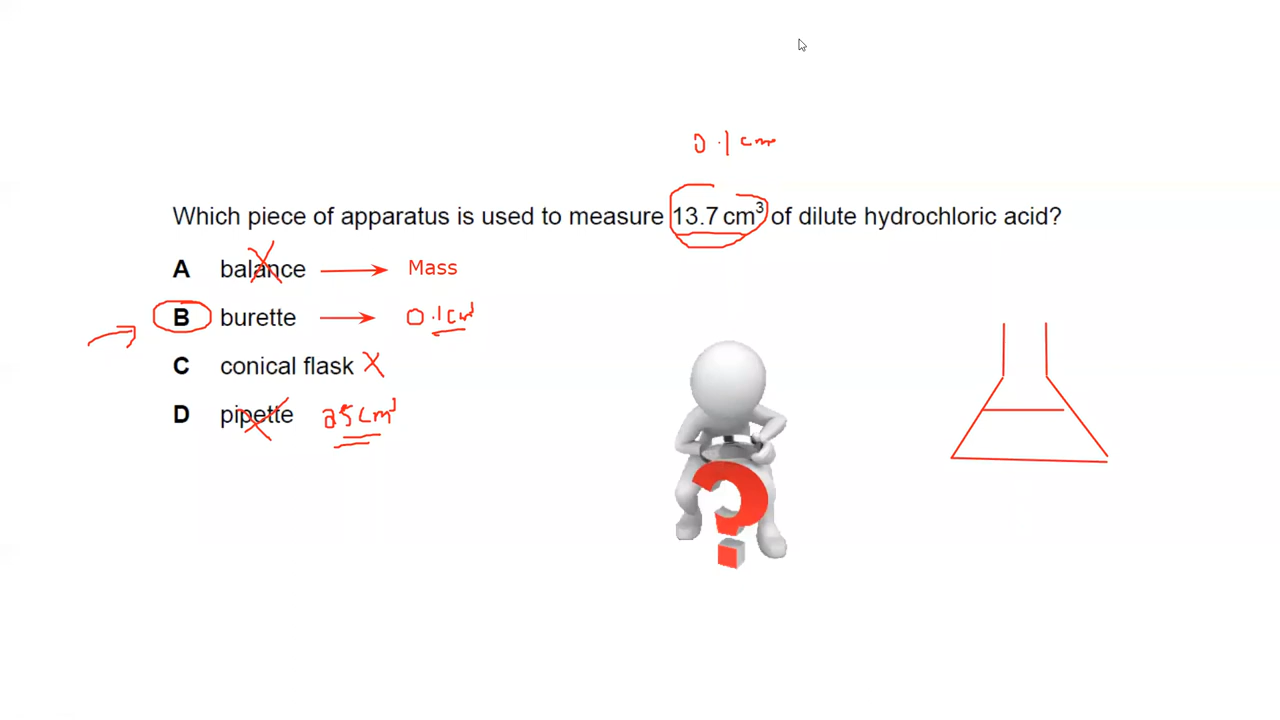 0.1cm
Which piece of apparatus is used to measure 13.7 cm³ of dilute hydrochloric acid?
A balance → Mass
B burette → 0.1cm³
C conical flask X
D pipette 25cm³
?